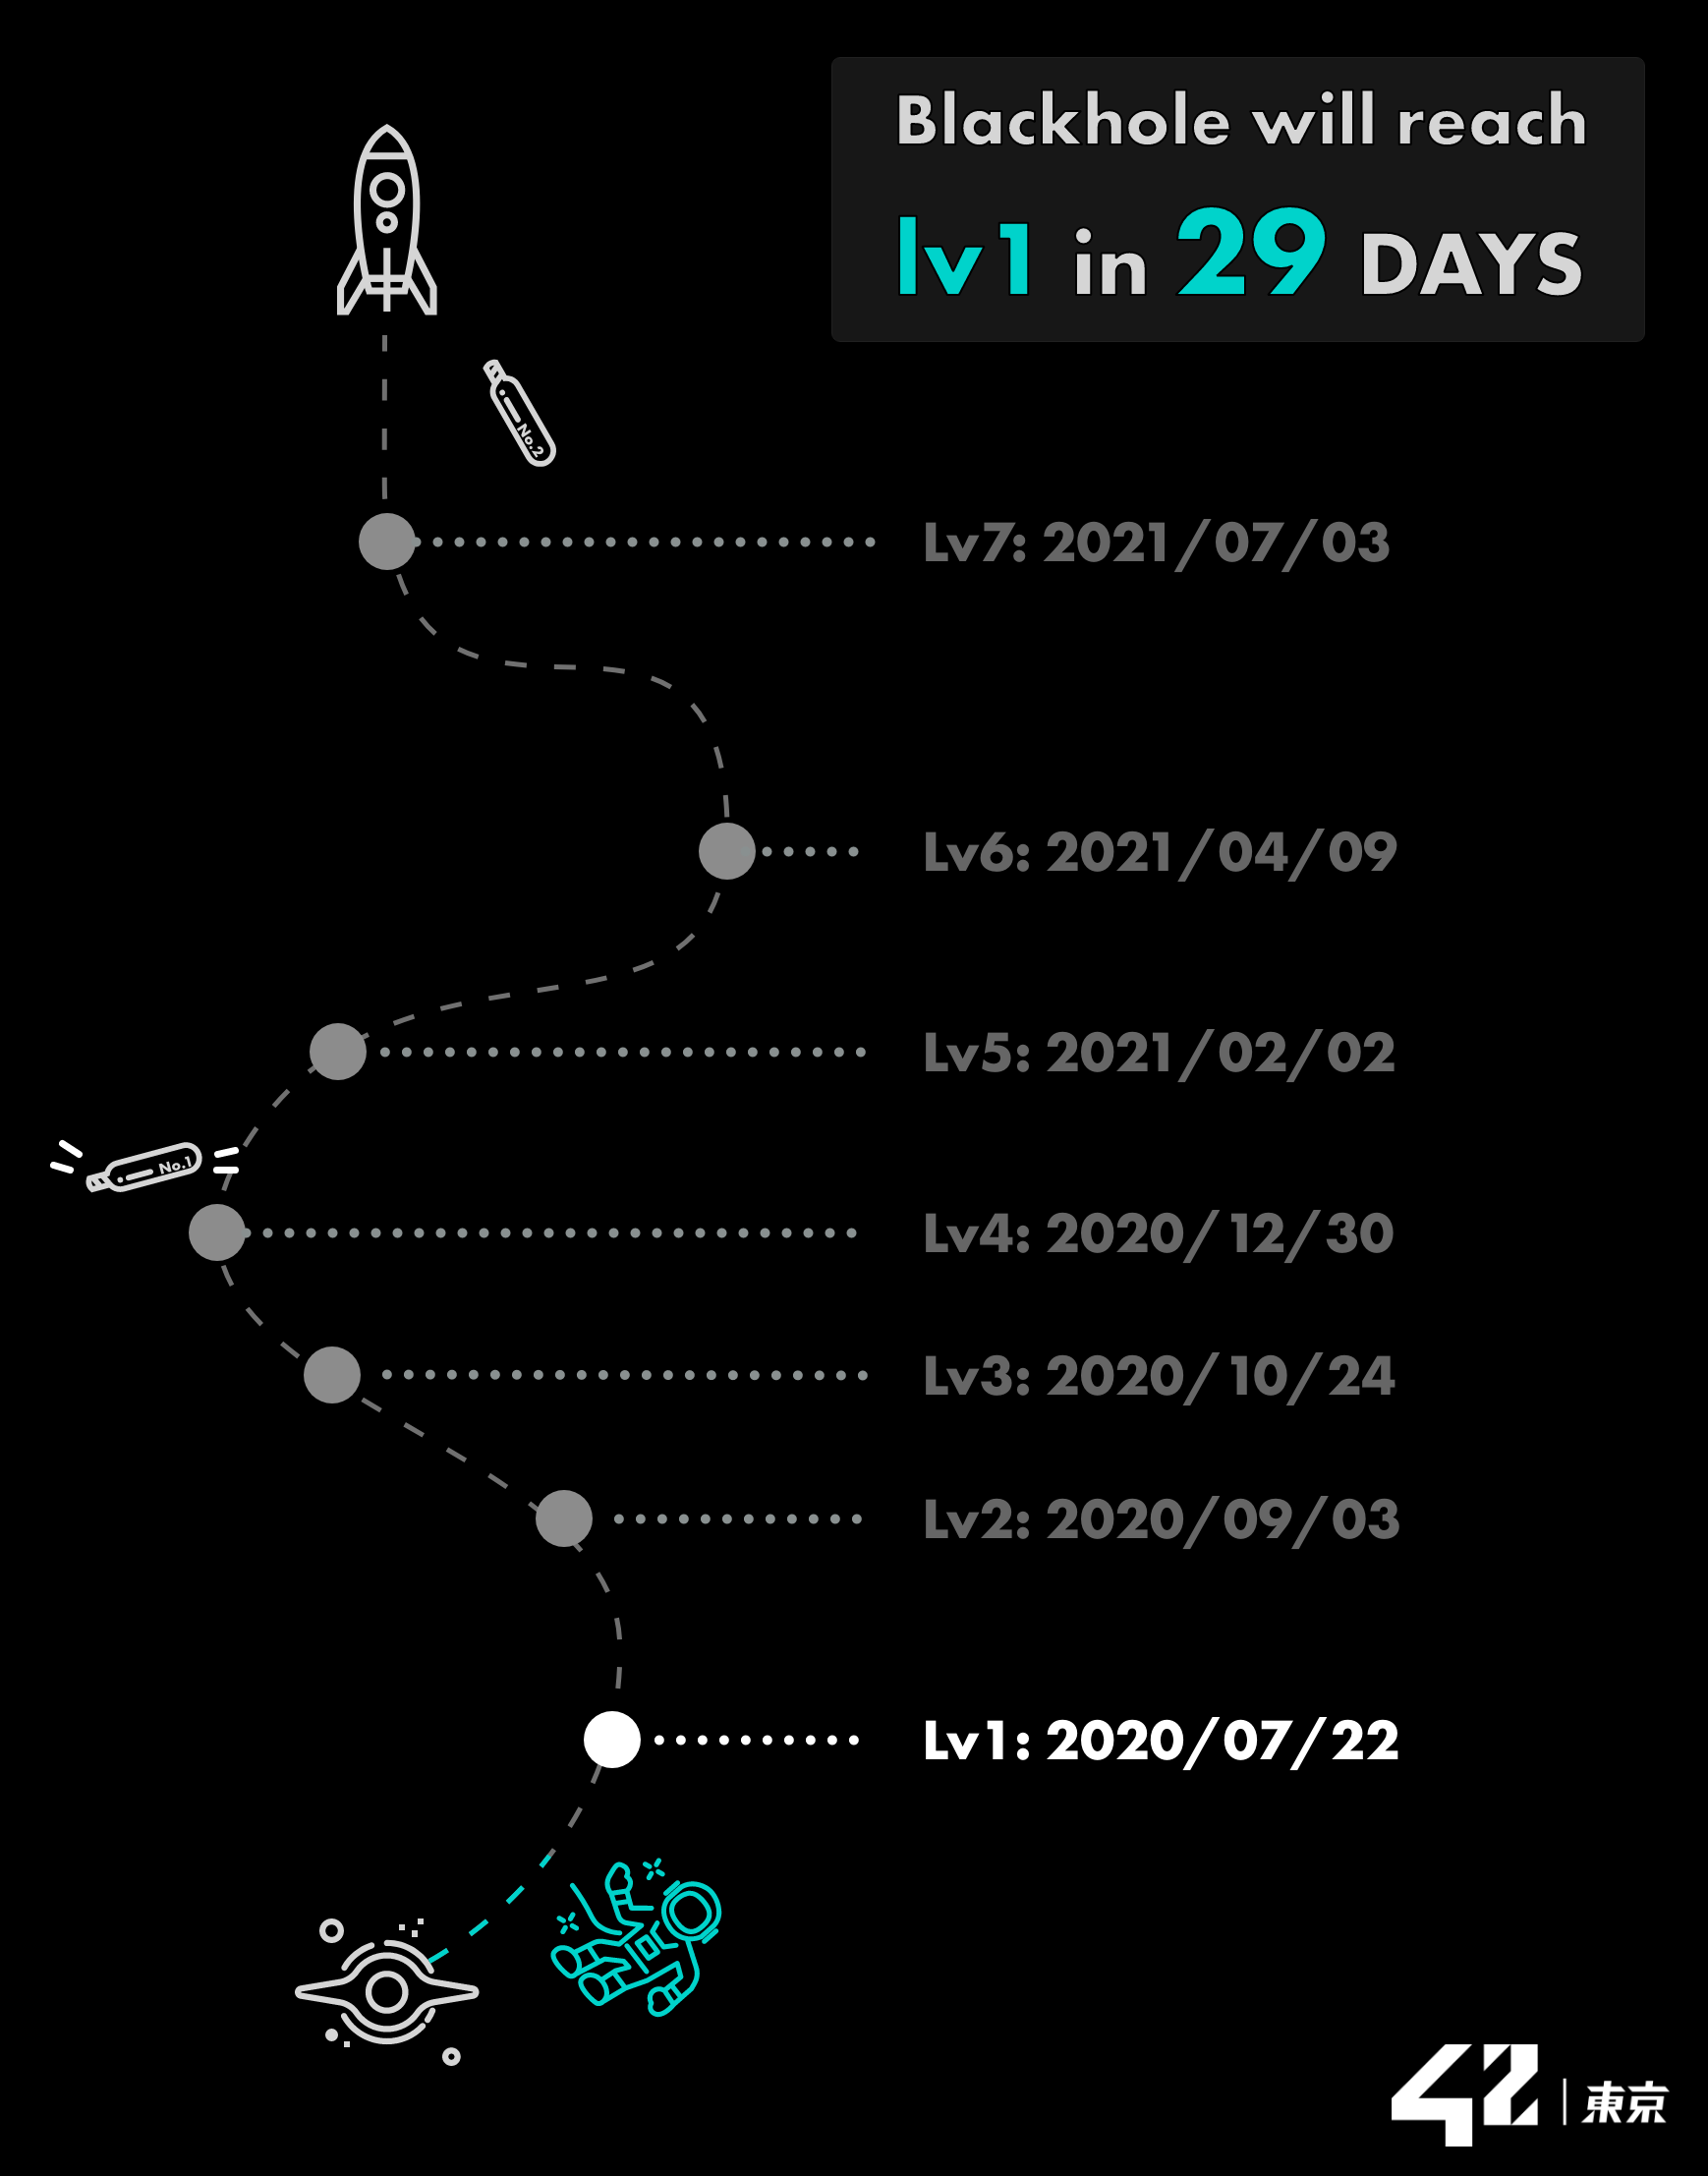 Blackhole will reach
lv1 in 29 DAYS
No.2
Lv7: 2021/07/03
Lv6: 2021/04/09
Lv5: 2021/02/02
No.1
Lv4: 2020/12/30
Lv3: 2020/10/24
Lv2: 2020/09/03
Lv1: 2020/07/22
42 | 東京